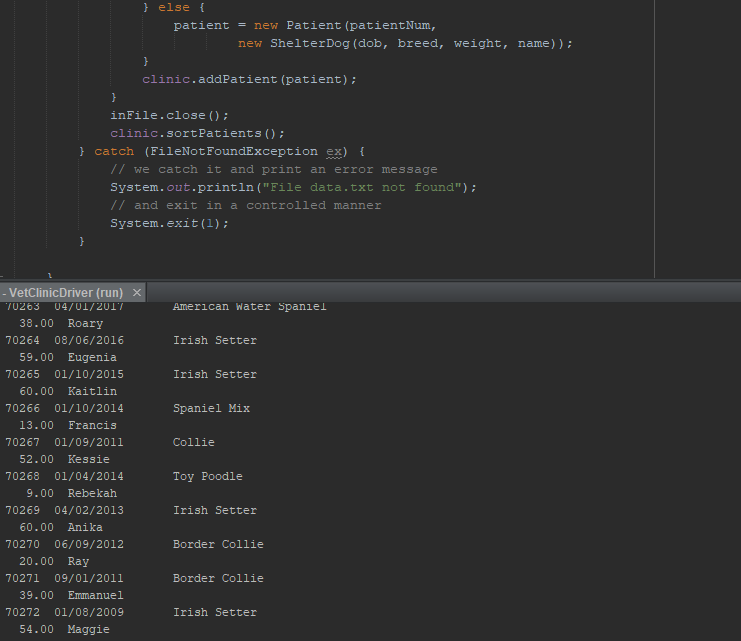 } else {
patient = new Patient(patientNum,
new ShelterDog(dob, breed, weight, name));
}
clinic.addPatient(patient);
}
inFile.close();
clinic.sortPatients();
} catch (FileNotFoundException ex) {
// we catch it and print an error message
System.out.println("File data.txt not found");
// and exit in a controlled manner
System.exit(1);
}
}
- VetClinicDriver (run) ×
70263 04/01/2017 American Water Spaniel
38.00 Roary
70264 08/06/2016 Irish Setter
59.00 Eugenia
70265 01/10/2015 Irish Setter
60.00 Kaitlin
70266 01/10/2014 Spaniel Mix
13.00 Francis
70267 01/09/2011 Collie
52.00 Kessie
70268 01/04/2014 Toy Poodle
9.00 Rebekah
70269 04/02/2013 Irish Setter
60.00 Anika
70270 06/09/2012 Border Collie
20.00 Ray
70271 09/01/2011 Border Collie
39.00 Emmanuel
70272 01/08/2009 Irish Setter
54.00 Maggie